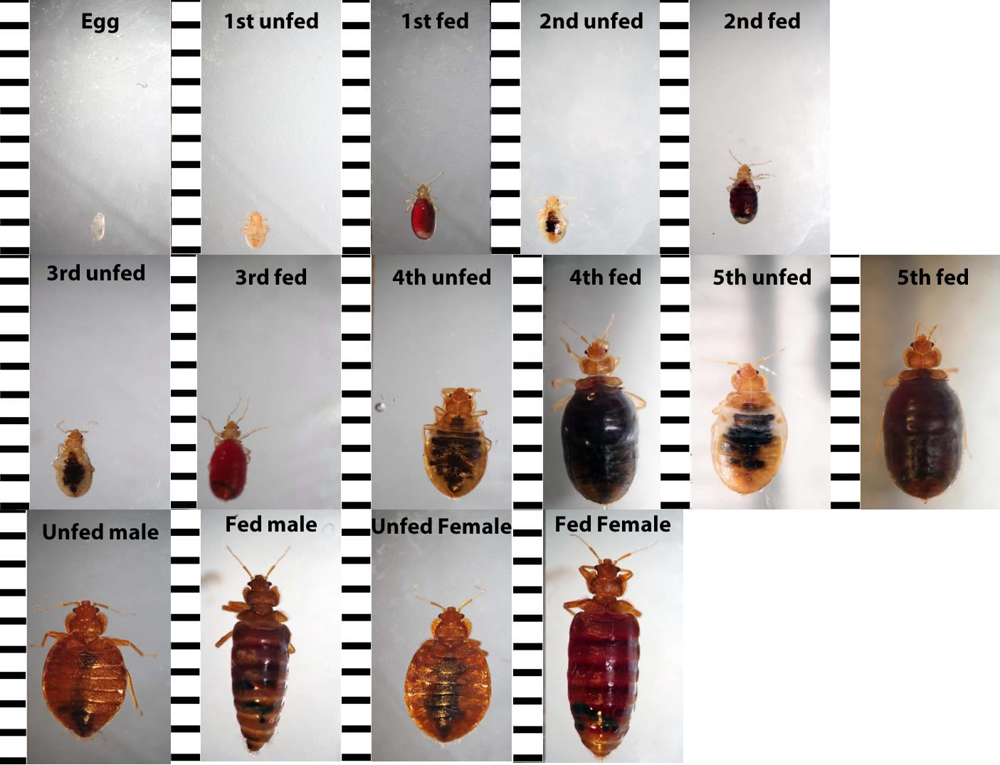 Egg
1st unfed
1st fed
2nd unfed
2nd fed
3rd unfed
3rd fed
4th unfed
4th fed
5th unfed
5th fed
Unfed male
Fed male
Unfed Female
Fed Female